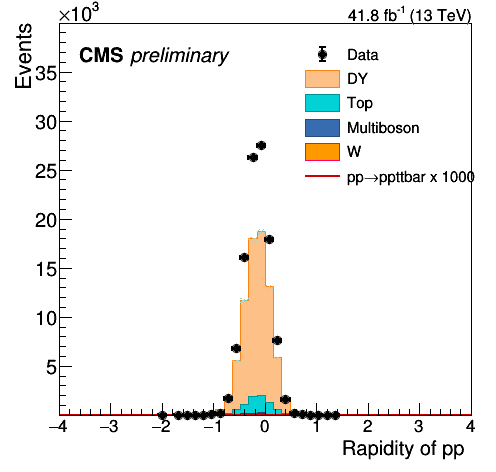 ×10³
41.8 fb⁻¹ (13 TeV)
Events
CMS preliminary
Data
DY
Top
Multiboson
W
pp→ppttbar x 1000
35
30
25
20
15
10
5
−4 −3 −2 −1 0 1 2 3 4
Rapidity of pp